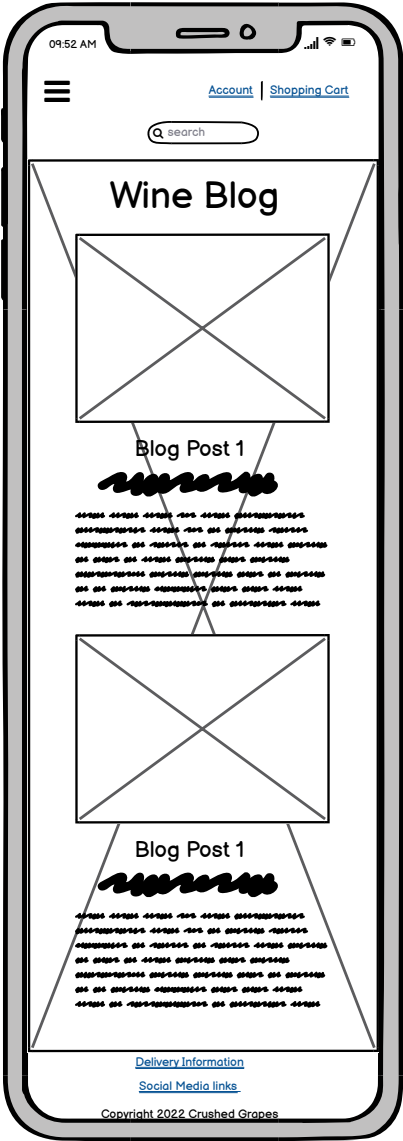 09:52 AM
Account | Shopping Cart
search
Wine Blog
Blog Post 1
Blog Post 1
Delivery Information
Social Media links
Copyright 2022 Crushed Grapes